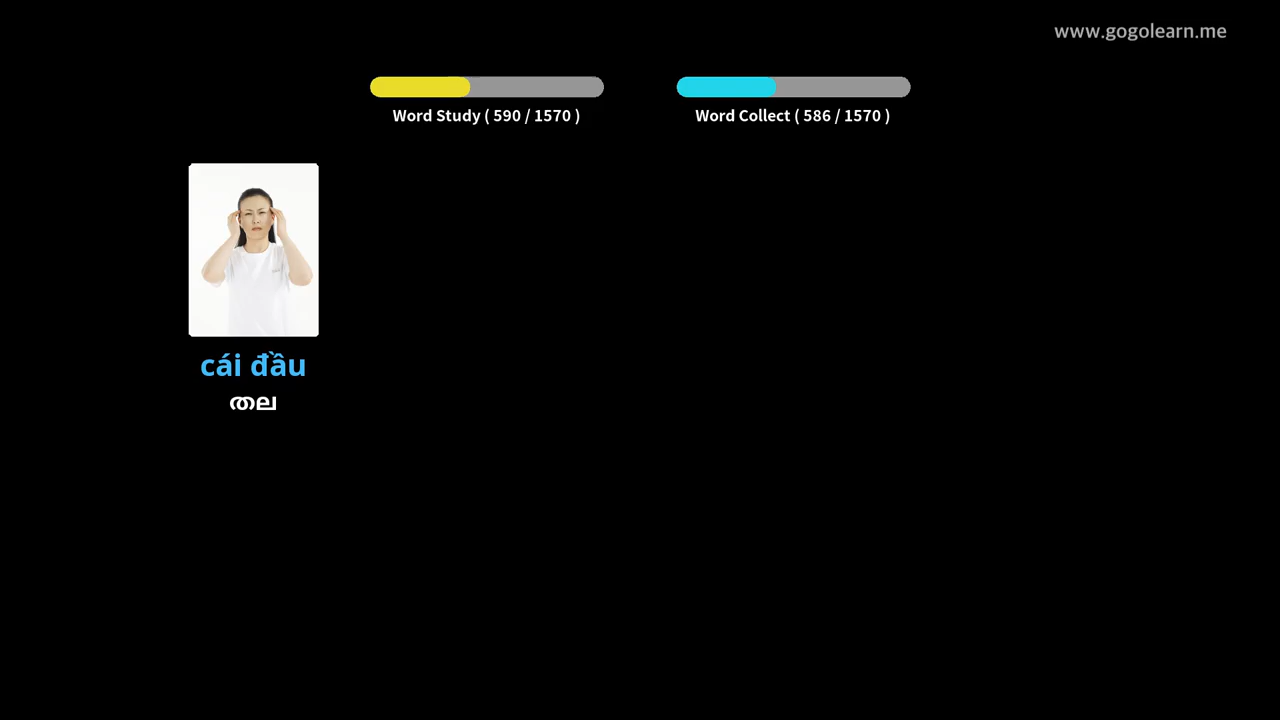 www.gogolearn.me
Word Study ( 590 / 1570 )
Word Collect ( 586 / 1570 )
cái đầu
തല